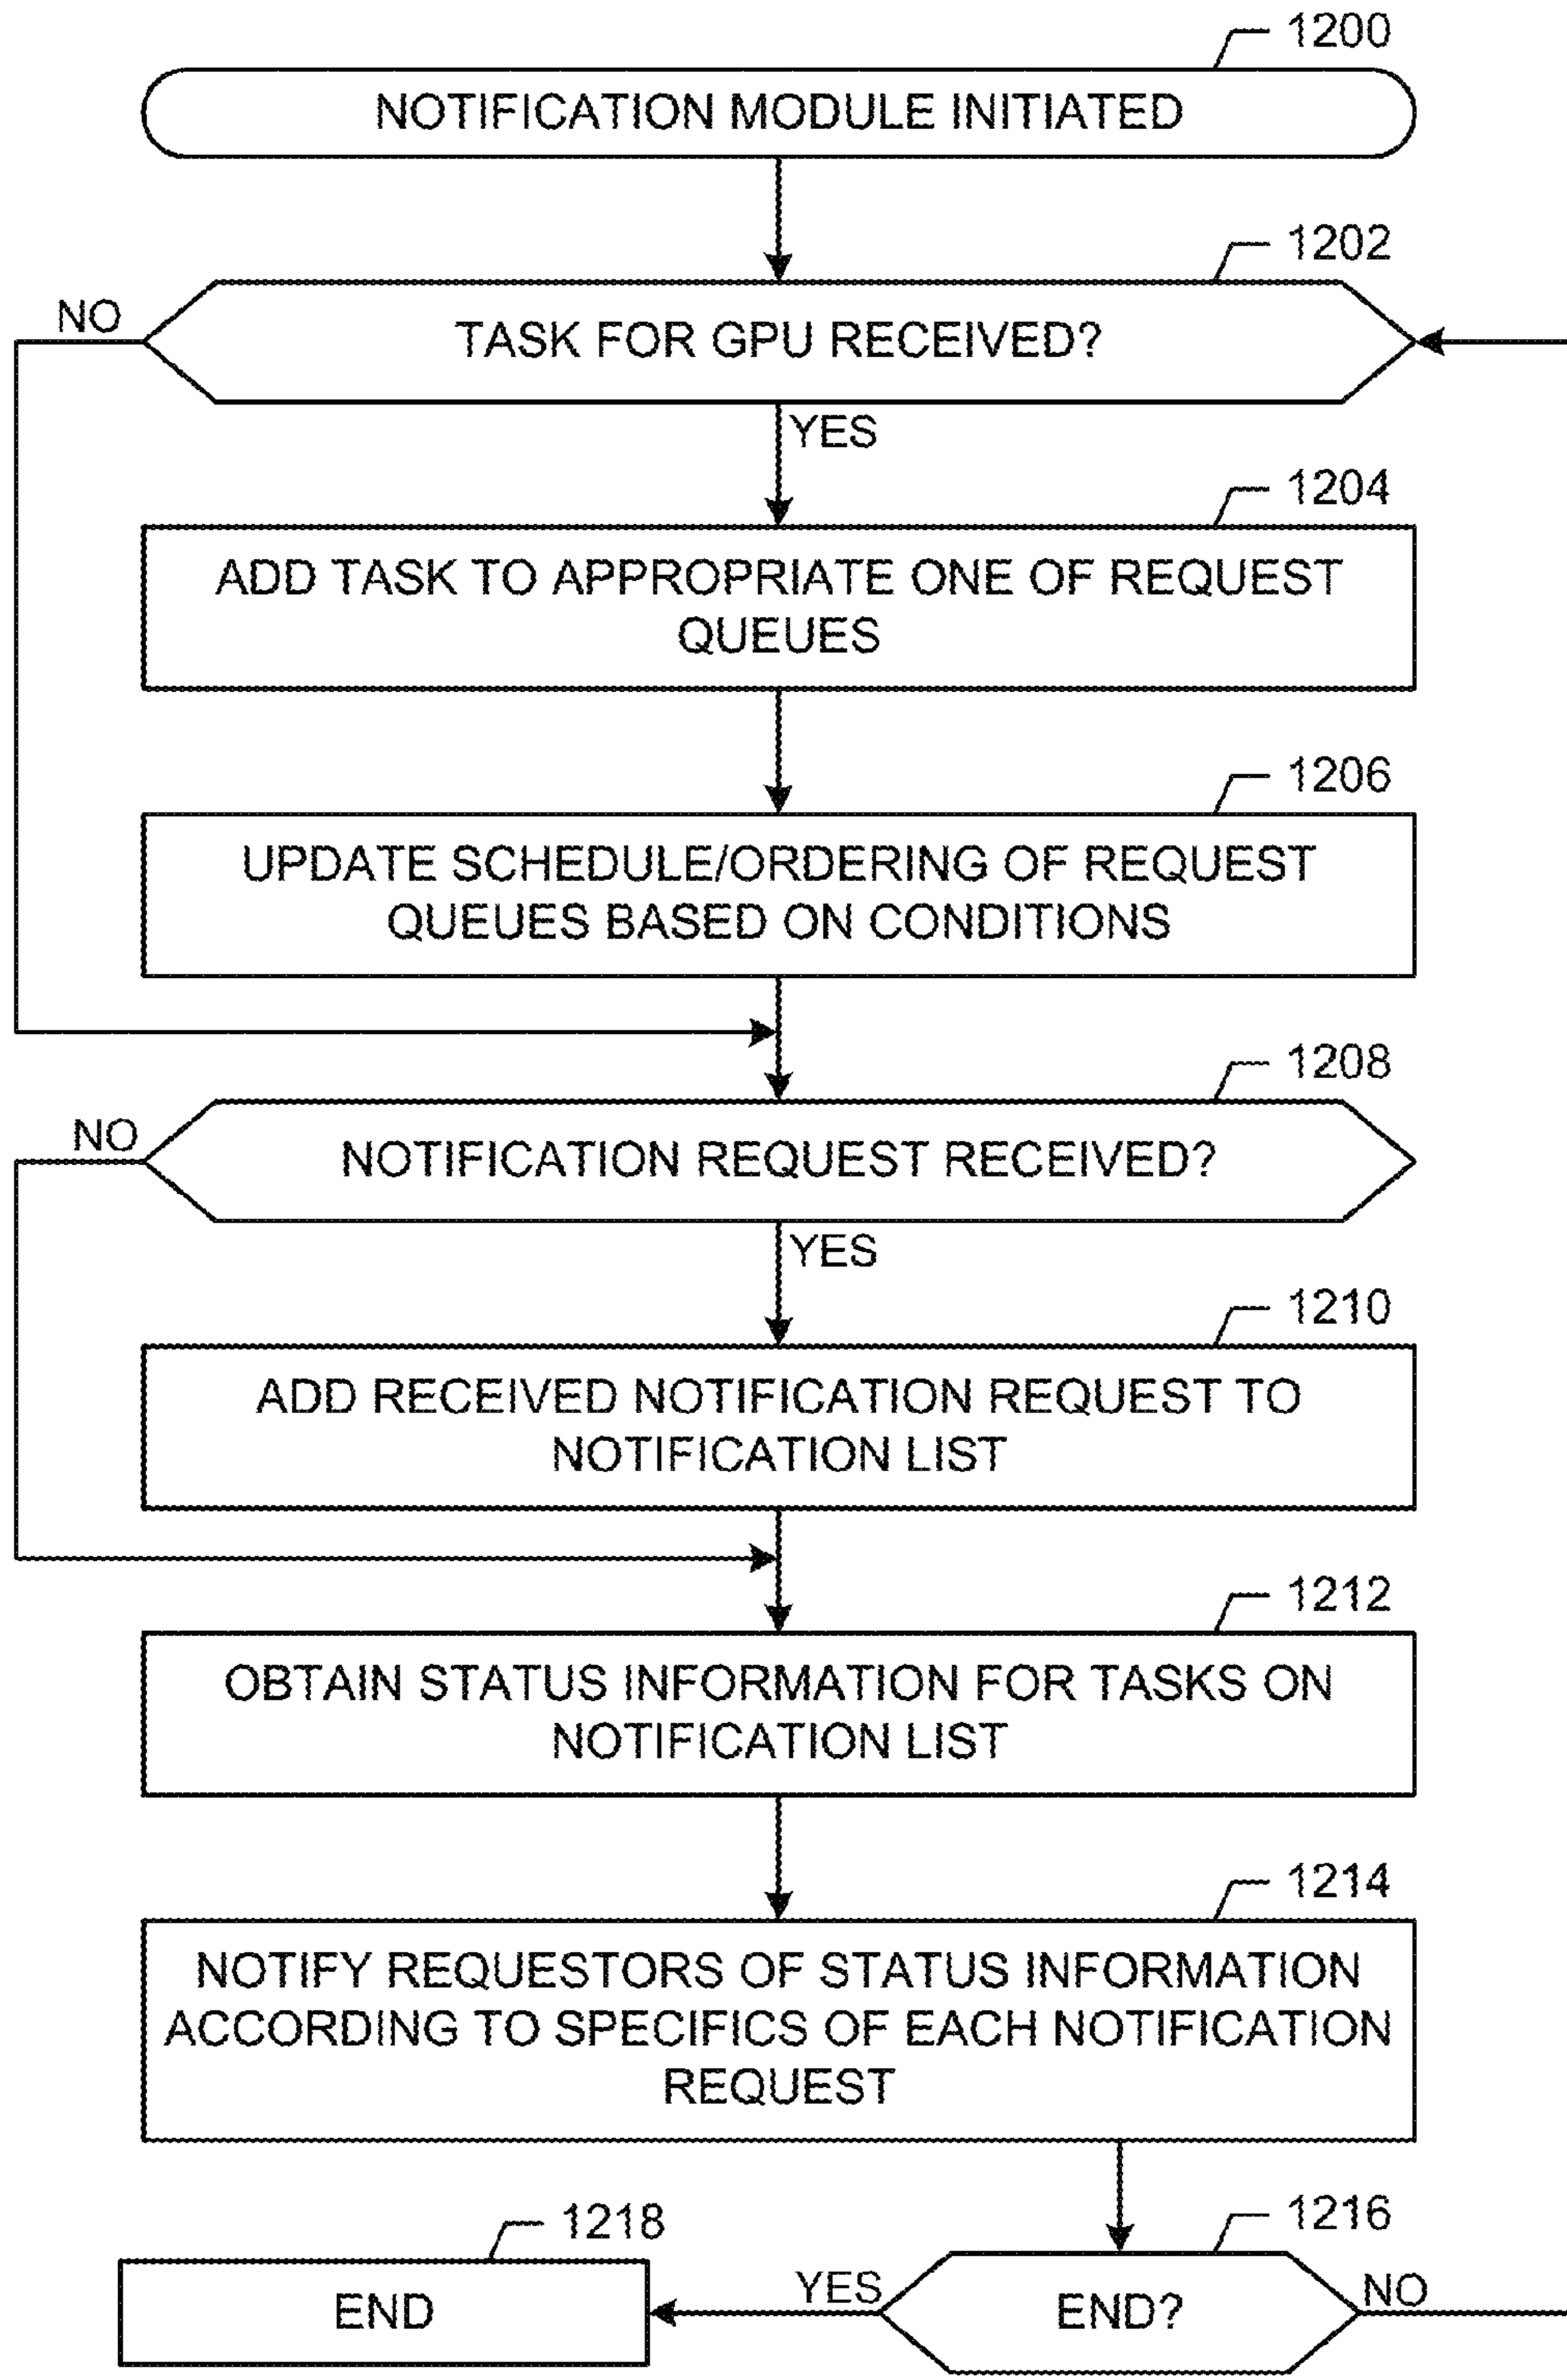 1200
NOTIFICATION MODULE INITIATED
1202
NO
TASK FOR GPU RECEIVED?
YES
1204
ADD TASK TO APPROPRIATE ONE OF REQUEST
QUEUES
1206
UPDATE SCHEDULE/ORDERING OF REQUEST
QUEUES BASED ON CONDITIONS
1208
NO
NOTIFICATION REQUEST RECEIVED?
YES
1210
ADD RECEIVED NOTIFICATION REQUEST TO
NOTIFICATION LIST
1212
OBTAIN STATUS INFORMATION FOR TASKS ON
NOTIFICATION LIST
1214
NOTIFY REQUESTORS OF STATUS INFORMATION
ACCORDING TO SPECIFICS OF EACH NOTIFICATION
REQUEST
1218
1216
END
YES
END?
NO